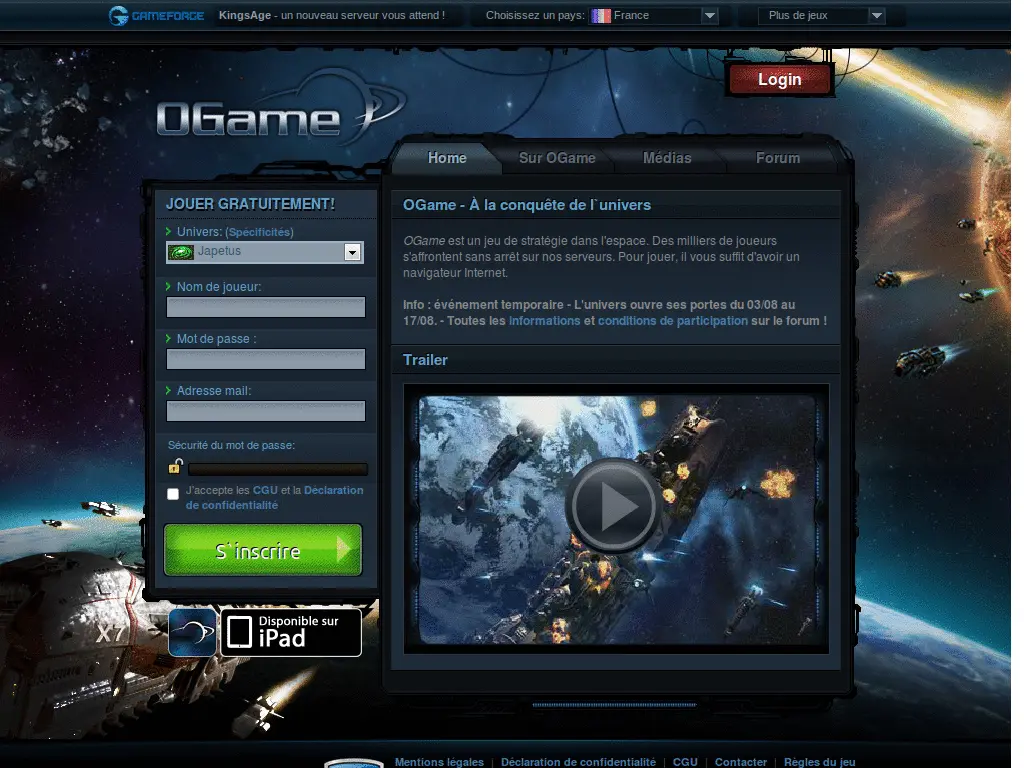 GAMEFORGE
KingsAge - un nouveau serveur vous attend !
Choisissez un pays: France
Plus de jeux
Login
OGame
Home
Sur OGame
Médias
Forum
JOUER GRATUITEMENT!
Univers: (Spécificités)
Japetus
Nom de joueur:
Mot de passe :
Adresse mail:
Sécurité du mot de passe:
J'accepte les CGU et la Déclaration
de confidentialité
S`inscrire
Disponible sur
iPad
OGame - À la conquête de l`univers
OGame est un jeu de stratégie dans l'espace. Des milliers de joueurs
s'affrontent sans arrêt sur nos serveurs. Pour jouer, il vous suffit d'avoir un
navigateur Internet.
Info : événement temporaire - L'univers ouvre ses portes du 03/08 au
17/08. - Toutes les informations et conditions de participation sur le forum !
Trailer
X7
Mentions légales | Déclaration de confidentialité | CGU | Contacter | Règles du jeu